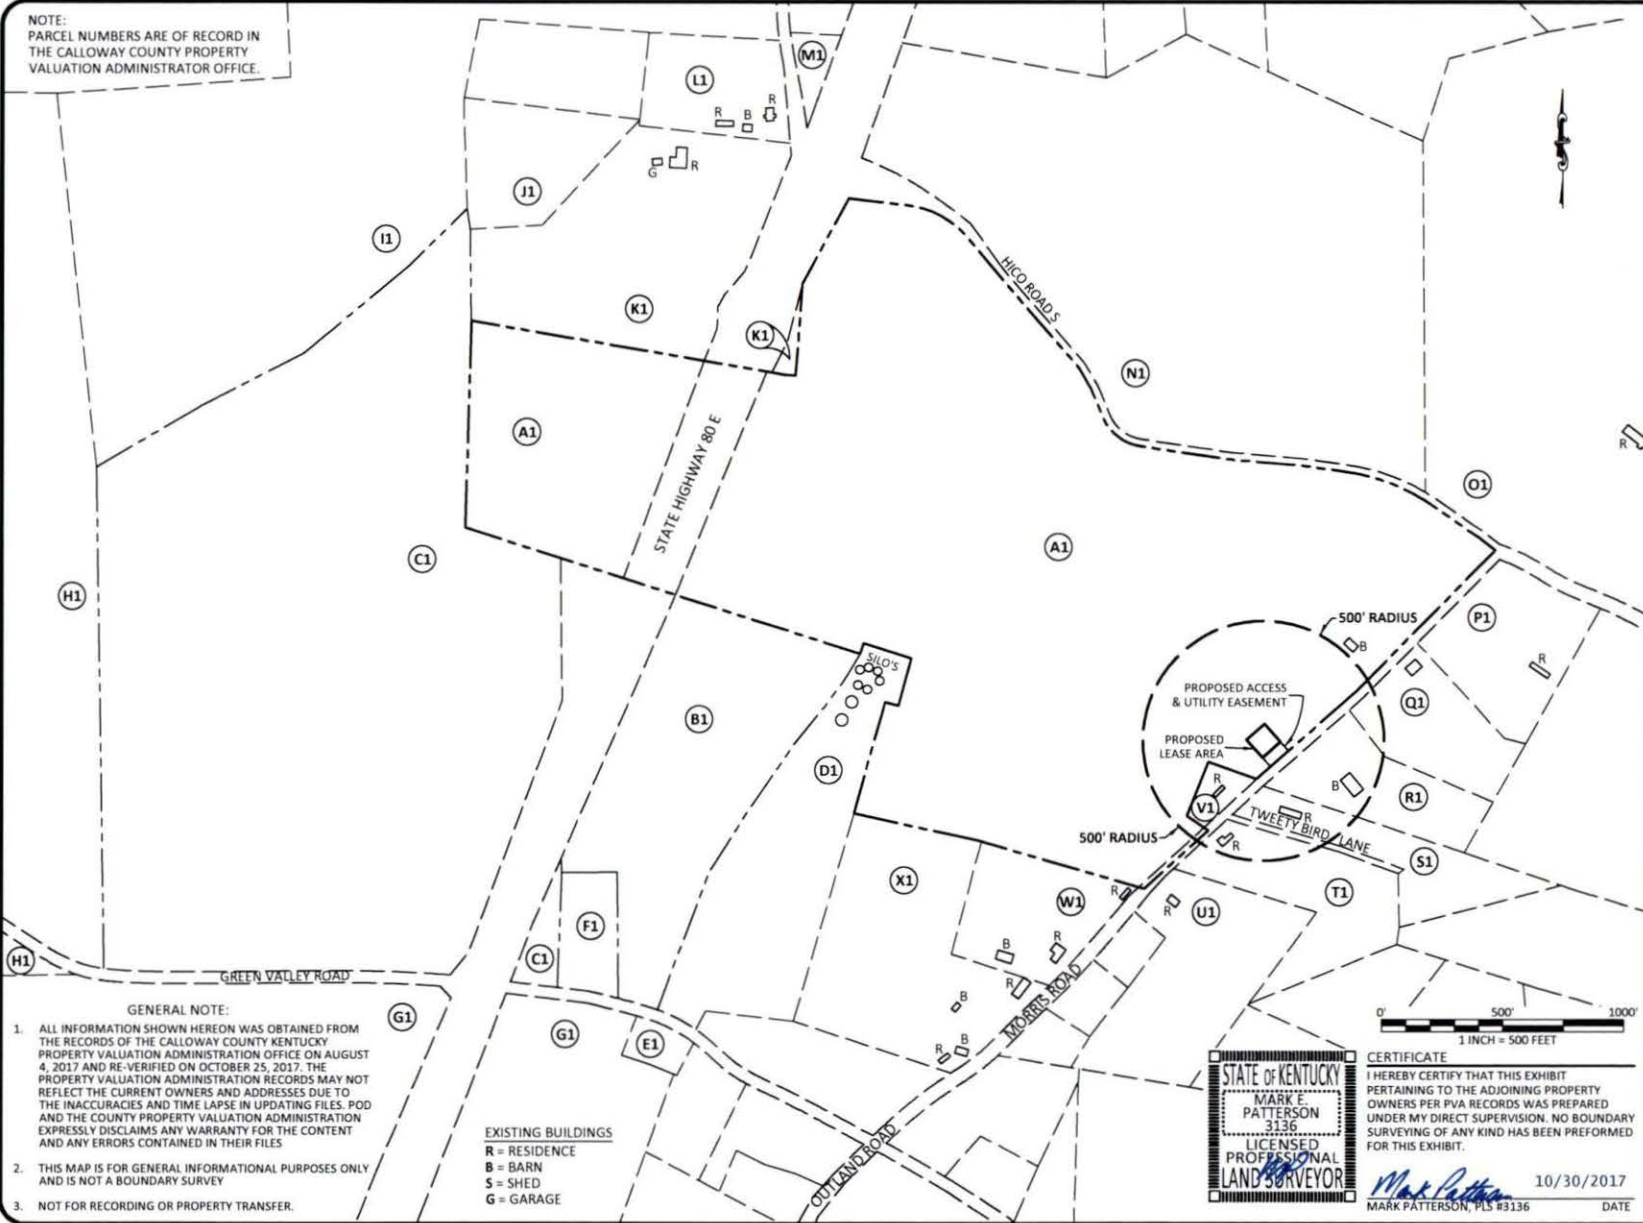 NOTE:
PARCEL NUMBERS ARE OF RECORD IN
THE CALLOWAY COUNTY PROPERTY
VALUATION ADMINISTRATOR OFFICE.
M1
L1
R
B
R
G
R
J1
I1
K1
K1
HICO ROAD S
N1
A1
STATE HIGHWAY 80 E
R
O1
A1
C1
H1
P1
500' RADIUS
B
R
SILO'S
PROPOSED ACCESS
& UTILITY EASEMENT
Q1
B1
PROPOSED
LEASE AREA
D1
R
B
R1
V1
R
TWEETY BIRD LANE
500' RADIUS
R
S1
X1
T1
R
W1
R
U1
F1
B
R
C1
H1
GREEN VALLEY ROAD
R
B
MORRIS ROAD
G1
G1
E1
R
B
OUTLAND ROAD
0'
500'
1000'
1 INCH = 500 FEET
GENERAL NOTE:
1. ALL INFORMATION SHOWN HEREON WAS OBTAINED FROM
THE RECORDS OF THE CALLOWAY COUNTY KENTUCKY
PROPERTY VALUATION ADMINISTRATION OFFICE ON AUGUST
4, 2017 AND RE-VERIFIED ON OCTOBER 25, 2017. THE
PROPERTY VALUATION ADMINISTRATION RECORDS MAY NOT
REFLECT THE CURRENT OWNERS AND ADDRESSES DUE TO
THE INACCURACIES AND TIME LAPSE IN UPDATING FILES. POD
AND THE COUNTY PROPERTY VALUATION ADMINISTRATION
EXPRESSLY DISCLAIMS ANY WARRANTY FOR THE CONTENT
AND ANY ERRORS CONTAINED IN THEIR FILES
2. THIS MAP IS FOR GENERAL INFORMATIONAL PURPOSES ONLY
AND IS NOT A BOUNDARY SURVEY
3. NOT FOR RECORDING OR PROPERTY TRANSFER.
EXISTING BUILDINGS
R = RESIDENCE
B = BARN
S = SHED
G = GARAGE
STATE OF KENTUCKY
MARK E.
PATTERSON
3136
LICENSED
PROFESSIONAL
LAND SURVEYOR
CERTIFICATE
I HEREBY CERTIFY THAT THIS EXHIBIT
PERTAINING TO THE ADJOINING PROPERTY
OWNERS PER PVA RECORDS WAS PREPARED
UNDER MY DIRECT SUPERVISION. NO BOUNDARY
SURVEYING OF ANY KIND HAS BEEN PREFORMED
FOR THIS EXHIBIT.
Mark Patterson 10/30/2017
MARK PATTERSON, PLS #3136 DATE